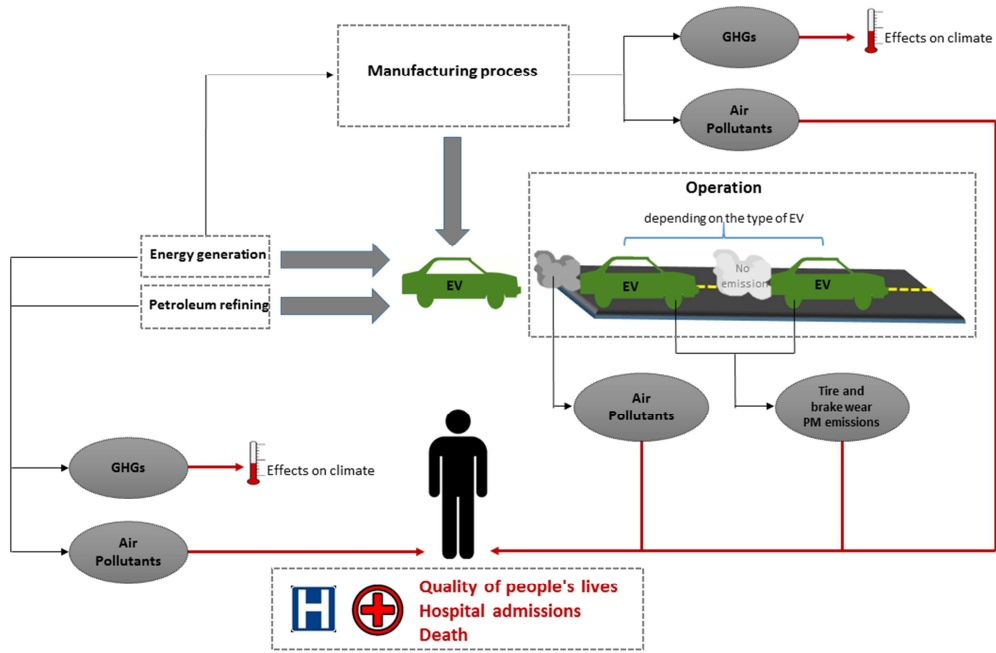 Manufacturing process
GHGs
Effects on climate
Air
Pollutants
Operation
depending on the type of EV
Energy generation
Petroleum refining
EV
EV
No
emission
EV
Air
Pollutants
Tire and
brake wear
PM emissions
GHGs
Effects on climate
Air
Pollutants
H
Quality of people's lives
Hospital admissions
Death